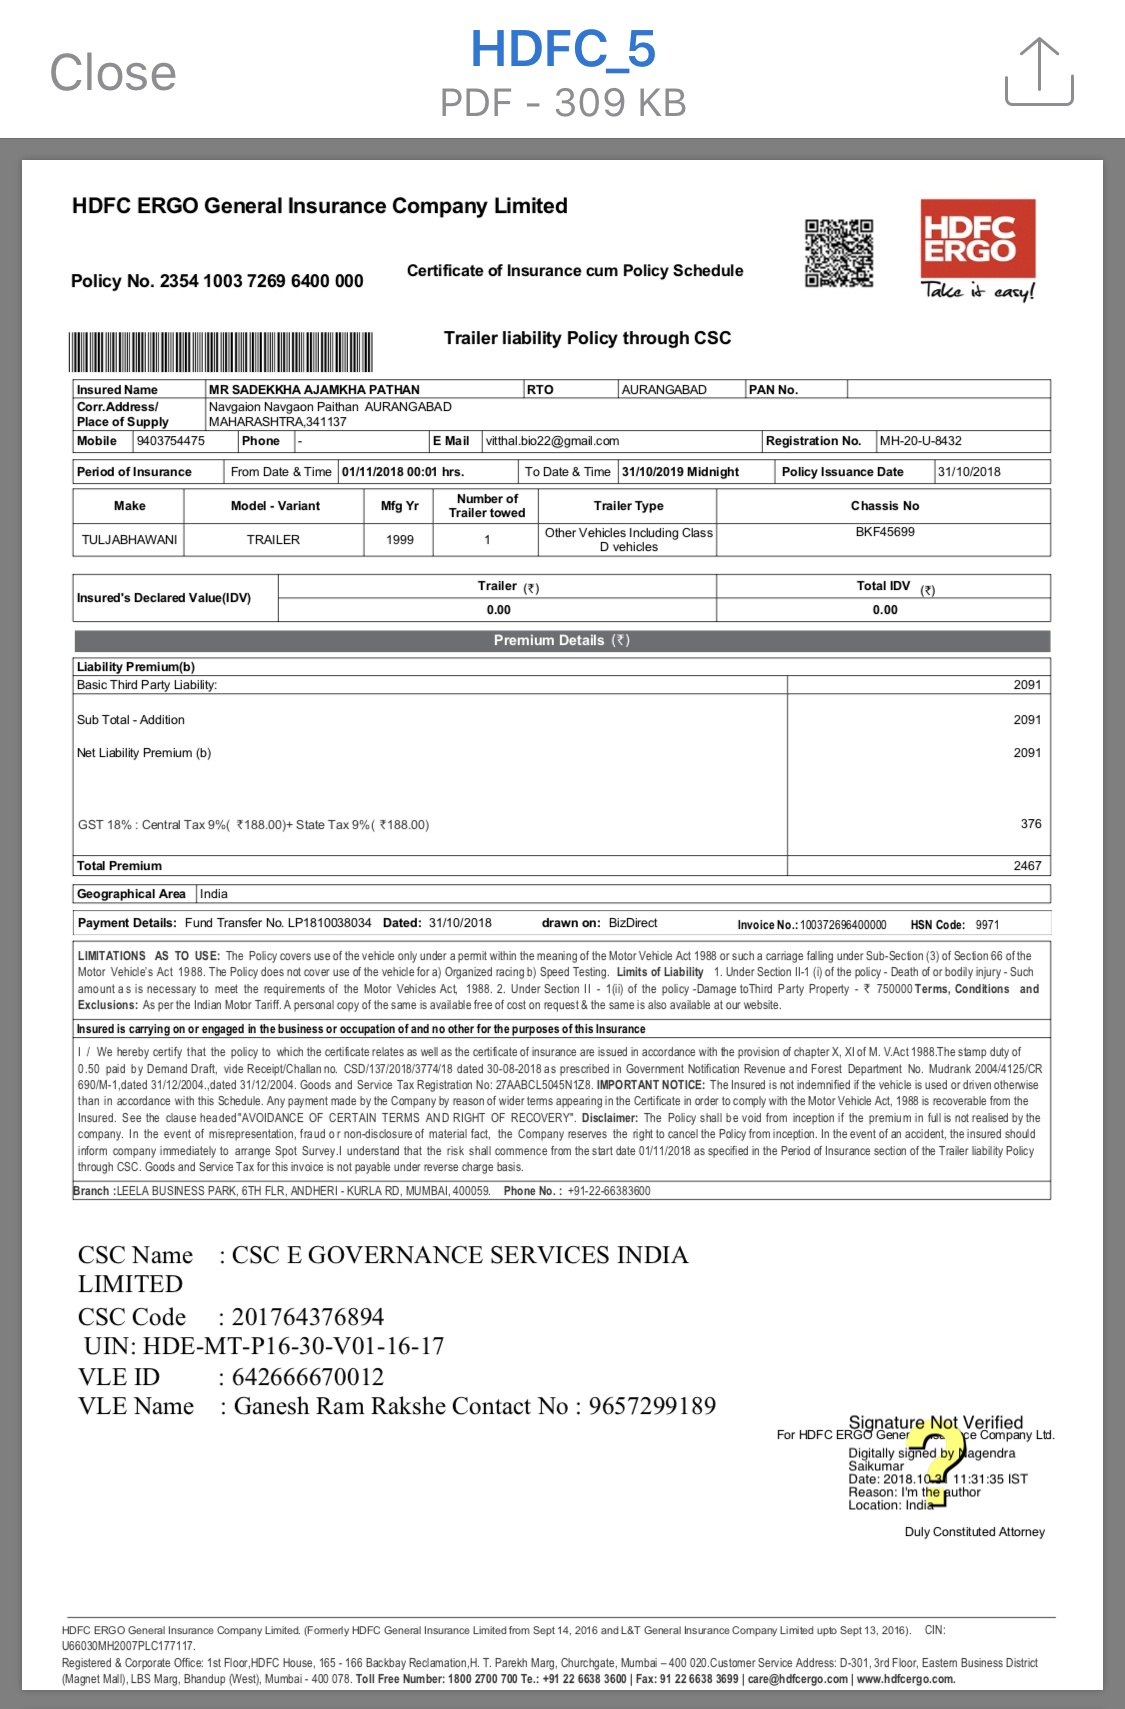 Close
HDFC_5
PDF - 309 KB
HDFC ERGO General Insurance Company Limited
HDFC
ERGO
Take it easy!
Policy No. 2354 1003 7269 6400 000
Certificate of Insurance cum Policy Schedule
Trailer liability Policy through CSC
Insured Name MR SADEKKHA AJAMKHA PATHAN RTO AURANGABAD PAN No.
Corr.Address/ Navgaion Navgaon Paithan AURANGABAD
Place of Supply MAHARASHTRA,341137
Mobile 9403754475 Phone - E Mail vitthal.bio22@gmail.com Registration No. MH-20-U-8432
Period of Insurance From Date & Time 01/11/2018 00:01 hrs. To Date & Time 31/10/2019 Midnight Policy Issuance Date 31/10/2018
Make Model - Variant Mfg Yr Number of Trailer towed Trailer Type Chassis No
TULJABHAWANI TRAILER 1999 1 Other Vehicles Including Class D vehicles BKF45699
Insured's Declared Value(IDV) Trailer (₹) Total IDV (₹)
0.00 0.00
Premium Details (₹)
Liability Premium(b)
Basic Third Party Liability: 2091
Sub Total - Addition 2091
Net Liability Premium (b) 2091
GST 18% : Central Tax 9%( ₹188.00)+ State Tax 9%( ₹188.00) 376
Total Premium 2467
Geographical Area India
Payment Details: Fund Transfer No. LP1810038034 Dated: 31/10/2018 drawn on: BizDirect Invoice No.:100372696400000 HSN Code: 9971
LIMITATIONS AS TO USE: The Policy covers use of the vehicle only under a permit within the meaning of the Motor Vehicle Act 1988 or such a carriage falling under Sub-Section (3) of Section 66 of the
Motor Vehicle's Act 1988. The Policy does not cover use of the vehicle for a) Organized racing b) Speed Testing. Limits of Liability 1. Under Section II-1 (i) of the policy - Death of or bodily injury - Such
amount as is necessary to meet the requirements of the Motor Vehicles Act, 1988. 2. Under Section II - 1(ii) of the policy -Damage toThird Party Property - ₹ 750000 Terms, Conditions and
Exclusions: As per the Indian Motor Tariff. A personal copy of the same is available free of cost on request & the same is also available at our website.
Insured is carrying on or engaged in the business or occupation of and no other for the purposes of this Insurance
I / We hereby certify that the policy to which the certificate relates as well as the certificate of insurance are issued in accordance with the provision of chapter X, XI of M. V.Act 1988.The stamp duty of
0.50 paid by Demand Draft, vide Receipt/Challan no. CSD/137/2018/3774/18 dated 30-08-2018 as prescribed in Government Notification Revenue and Forest Department No. Mudrank 2004/4125/CR
690/M-1,dated 31/12/2004.,dated 31/12/2004. Goods and Service Tax Registration No: 27AABCL5045N1Z8. IMPORTANT NOTICE: The Insured is not indemnified if the vehicle is used or driven otherwise
than in accordance with this Schedule. Any payment made by the Company by reason of wider terms appearing in the Certificate in order to comply with the Motor Vehicle Act, 1988 is recoverable from the
Insured. See the clause headed"AVOIDANCE OF CERTAIN TERMS AND RIGHT OF RECOVERY". Disclaimer: The Policy shall be void from inception if the premium in full is not realised by the
company. In the event of misrepresentation, fraud or non-disclosure of material fact, the Company reserves the right to cancel the Policy from inception. In the event of an accident, the insured should
inform company immediately to arrange Spot Survey.I understand that the risk shall commence from the start date 01/11/2018 as specified in the Period of Insurance section of the Trailer liability Policy
through CSC. Goods and Service Tax for this invoice is not payable under reverse charge basis.
Branch :LEELA BUSINESS PARK, 6TH FLR, ANDHERI - KURLA RD, MUMBAI, 400059. Phone No. : +91-22-66383600
CSC Name : CSC E GOVERNANCE SERVICES INDIA
LIMITED
CSC Code : 201764376894
UIN: HDE-MT-P16-30-V01-16-17
VLE ID : 642666670012
VLE Name : Ganesh Ram Rakshe Contact No : 9657299189
Signature Not Verified
For HDFC ERGO General Insurance Company Ltd.
Digitally signed by Nagendra
Saikumar
Date: 2018.10.31 11:31:35 IST
Reason: I'm the author
Location: India
?
Duly Constituted Attorney
HDFC ERGO General Insurance Company Limited. (Formerly HDFC General Insurance Limited from Sept 14, 2016 and L&T General Insurance Company Limited upto Sept 13, 2016). CIN:
U66030MH2007PLC177117.
Registered & Corporate Office: 1st Floor,HDFC House, 165 - 166 Backbay Reclamation,H. T. Parekh Marg, Churchgate, Mumbai – 400 020.Customer Service Address: D-301, 3rd Floor, Eastern Business District
(Magnet Mall), LBS Marg, Bhandup (West), Mumbai - 400 078. Toll Free Number: 1800 2700 700 Te.: +91 22 6638 3600 | Fax: 91 22 6638 3699 | care@hdfcergo.com | www.hdfcergo.com.